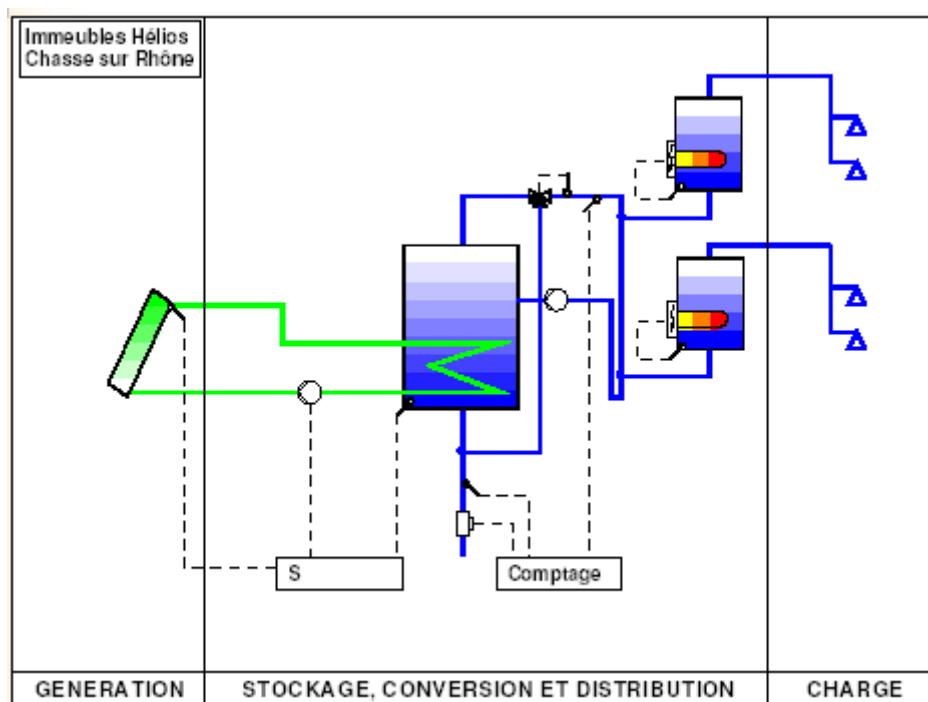 Immeubles Hélios
Chasse sur Rhône
S
Comptage
GENERATION
STOCKAGE, CONVERSION ET DISTRIBUTION
CHARGE